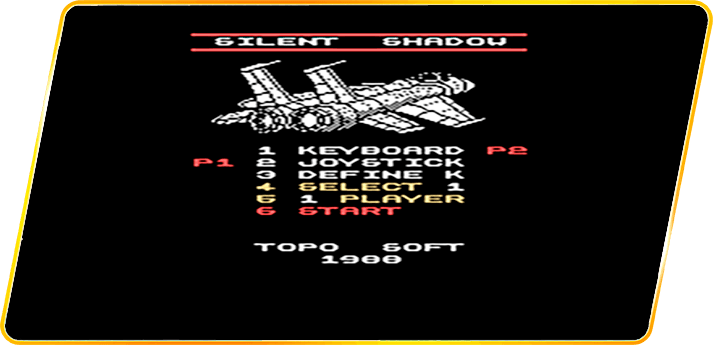 SILENT SHADOW
1 KEYBOARD P2
P1 2 JOYSTICK
3 DEFINE K
4 SELECT 1
5 1 PLAYER
6 START
TOPO SOFT
1988